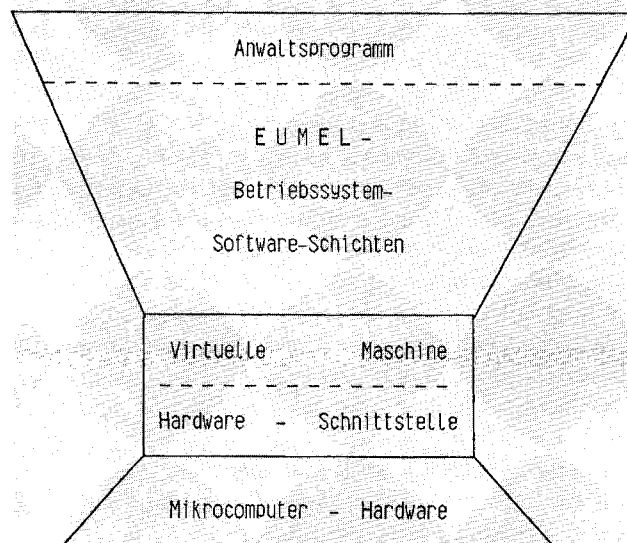 Anwaltsprogramm
E U M E L -
Betriebssystem-
Software-Schichten
Virtuelle Maschine
Hardware - Schnittstelle
Mikrocomputer - Hardware